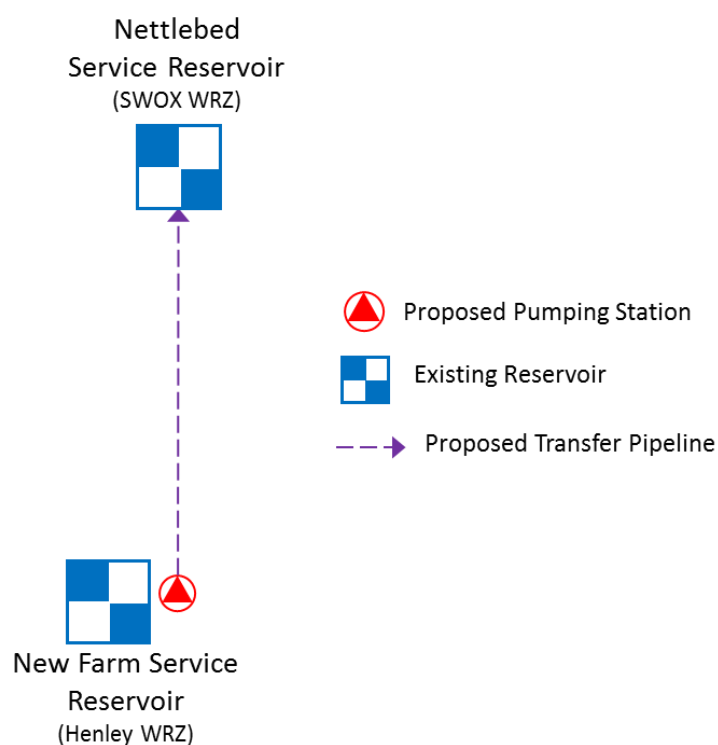 Nettlebed
Service Reservoir
(SWOX WRZ)
Proposed Pumping Station
Existing Reservoir
Proposed Transfer Pipeline
New Farm Service
Reservoir
(Henley WRZ)